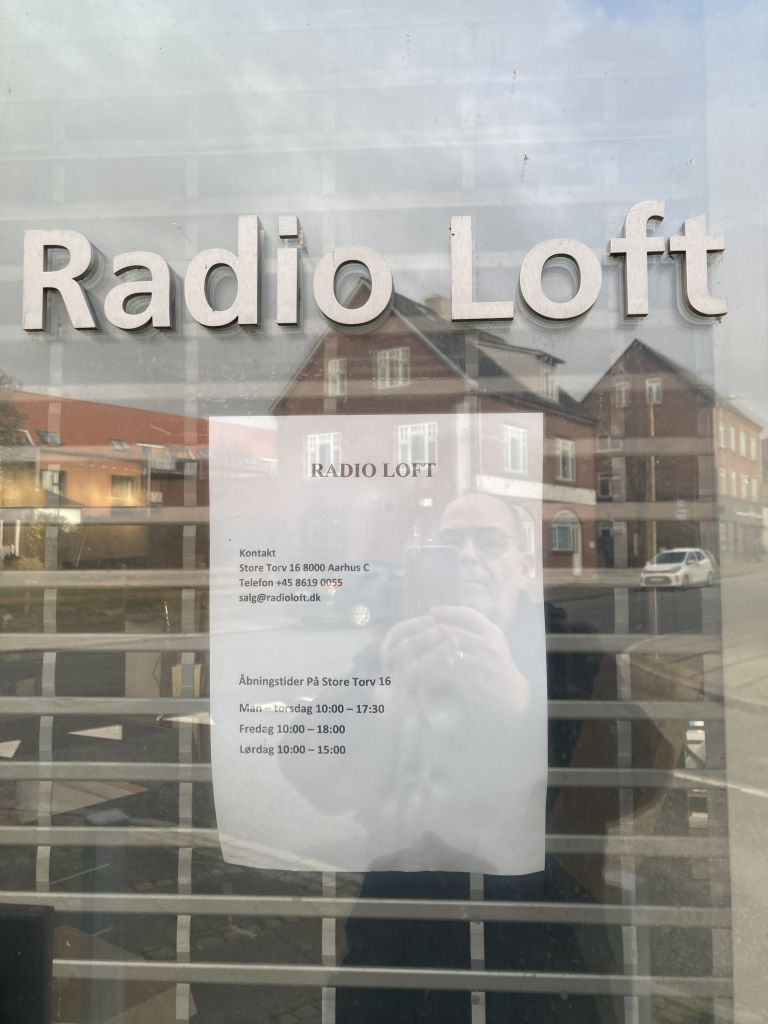 Radio Loft
RADIO LOFT
Kontakt
Store Torv 16 8000 Aarhus C
Telefon +45 8619 0055
salg@radioloft.dk
Åbningstider På Store Torv 16
Man – torsdag 10:00 – 17:30
Fredag 10:00 – 18:00
Lørdag 10:00 – 15:00